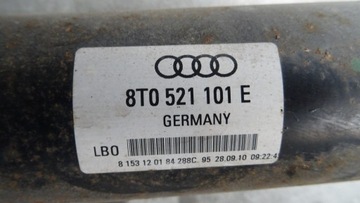 8T0 521 101 E
GERMANY
LBO
8 153 12 01 84 288C. 95 28.09.10 09:22:4